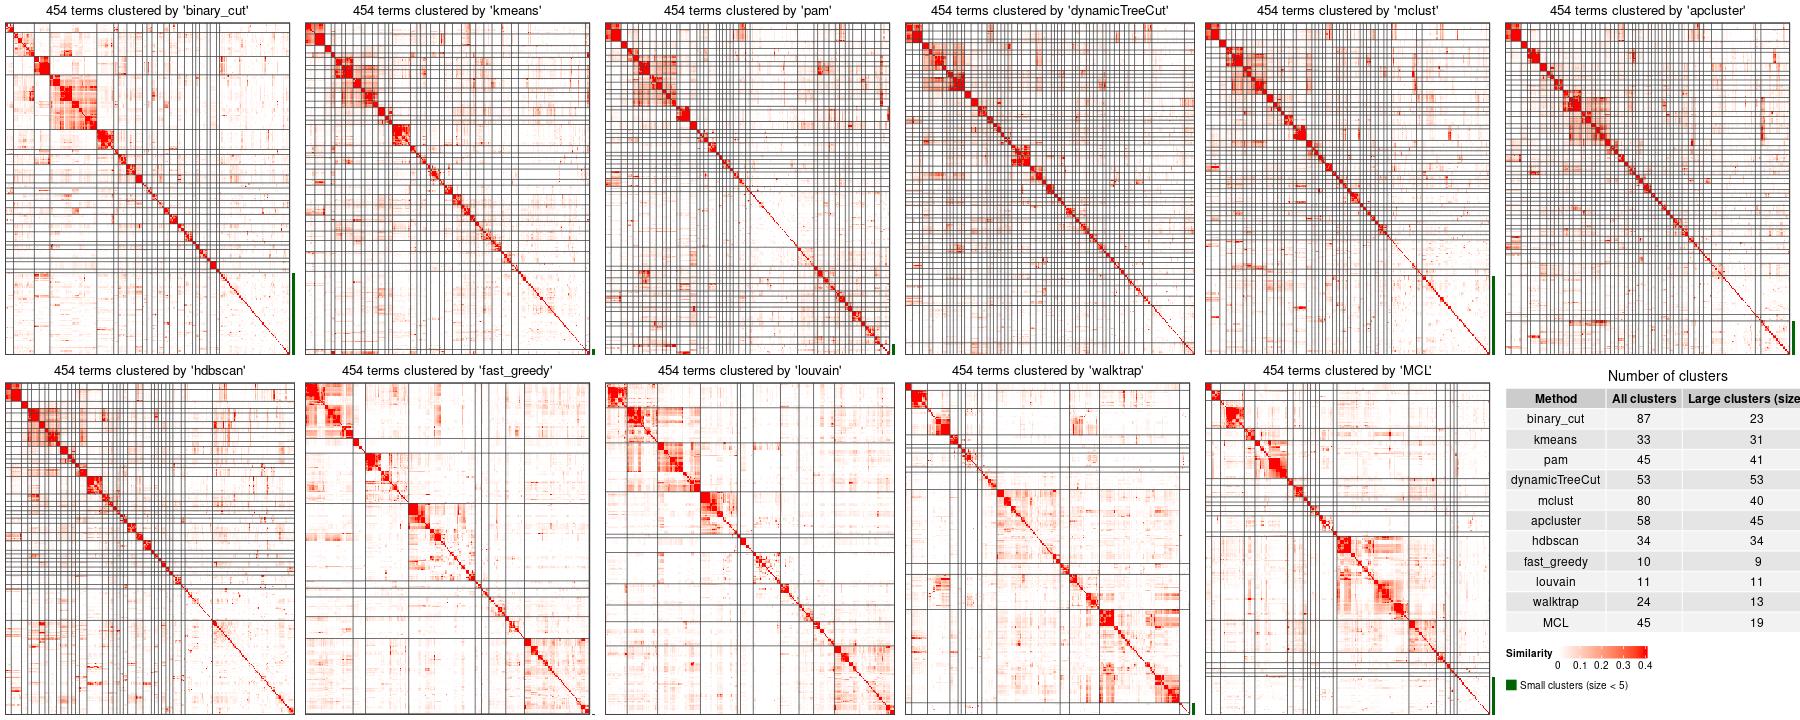 454 terms clustered by 'binary_cut'
454 terms clustered by 'kmeans'
454 terms clustered by 'pam'
454 terms clustered by 'dynamicTreeCut'
454 terms clustered by 'mclust'
454 terms clustered by 'apcluster'
454 terms clustered by 'hdbscan'
454 terms clustered by 'fast_greedy'
454 terms clustered by 'louvain'
454 terms clustered by 'walktrap'
454 terms clustered by 'MCL'
Number of clusters
Method All clusters Large clusters (size
binary_cut 87 23
kmeans 33 31
pam 45 41
dynamicTreeCut 53 53
mclust 80 40
apcluster 58 45
hdbscan 34 34
fast_greedy 10 9
louvain 11 11
walktrap 24 13
MCL 45 19
Similarity
0 0.1 0.2 0.3 0.4
Small clusters (size < 5)